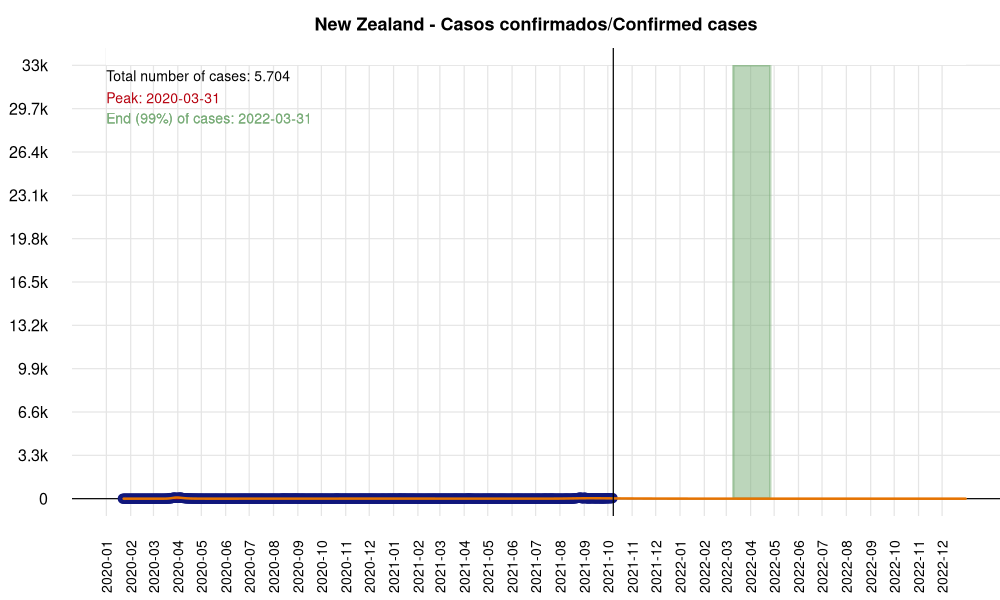 New Zealand - Casos confirmados/Confirmed cases
Total number of cases: 5.704
Peak: 2020-03-31
End (99%) of cases: 2022-03-31
33k
29.7k
26.4k
23.1k
19.8k
16.5k
13.2k
9.9k
6.6k
3.3k
0
2020-01
2020-02
2020-03
2020-04
2020-05
2020-06
2020-07
2020-08
2020-09
2020-10
2020-11
2020-12
2021-01
2021-02
2021-03
2021-04
2021-05
2021-06
2021-07
2021-08
2021-09
2021-10
2021-11
2021-12
2022-01
2022-02
2022-03
2022-04
2022-05
2022-06
2022-07
2022-08
2022-09
2022-10
2022-11
2022-12